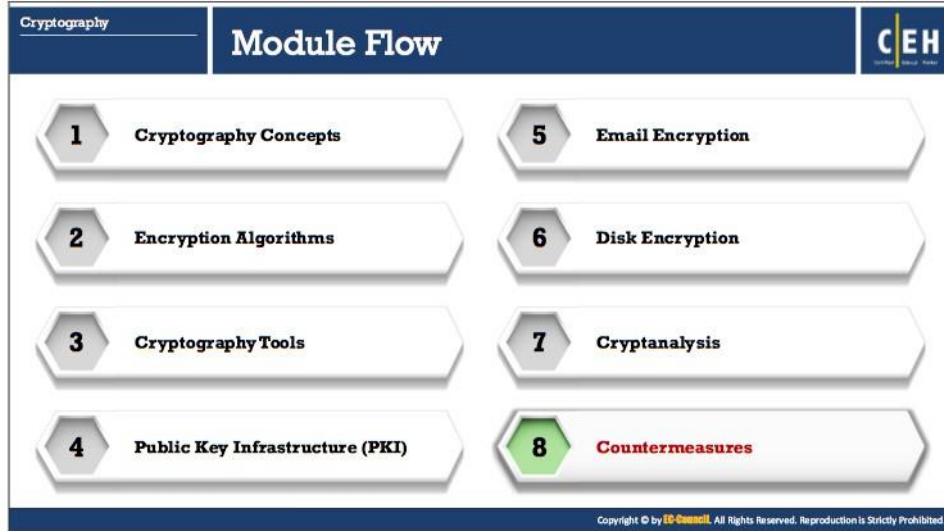 Cryptography
Module Flow
CEH
1 Cryptography Concepts
2 Encryption Algorithms
3 Cryptography Tools
4 Public Key Infrastructure (PKI)
5 Email Encryption
6 Disk Encryption
7 Cryptanalysis
8 Countermeasures
Copyright © by EC-Council. All Rights Reserved. Reproduction is Strictly Prohibited